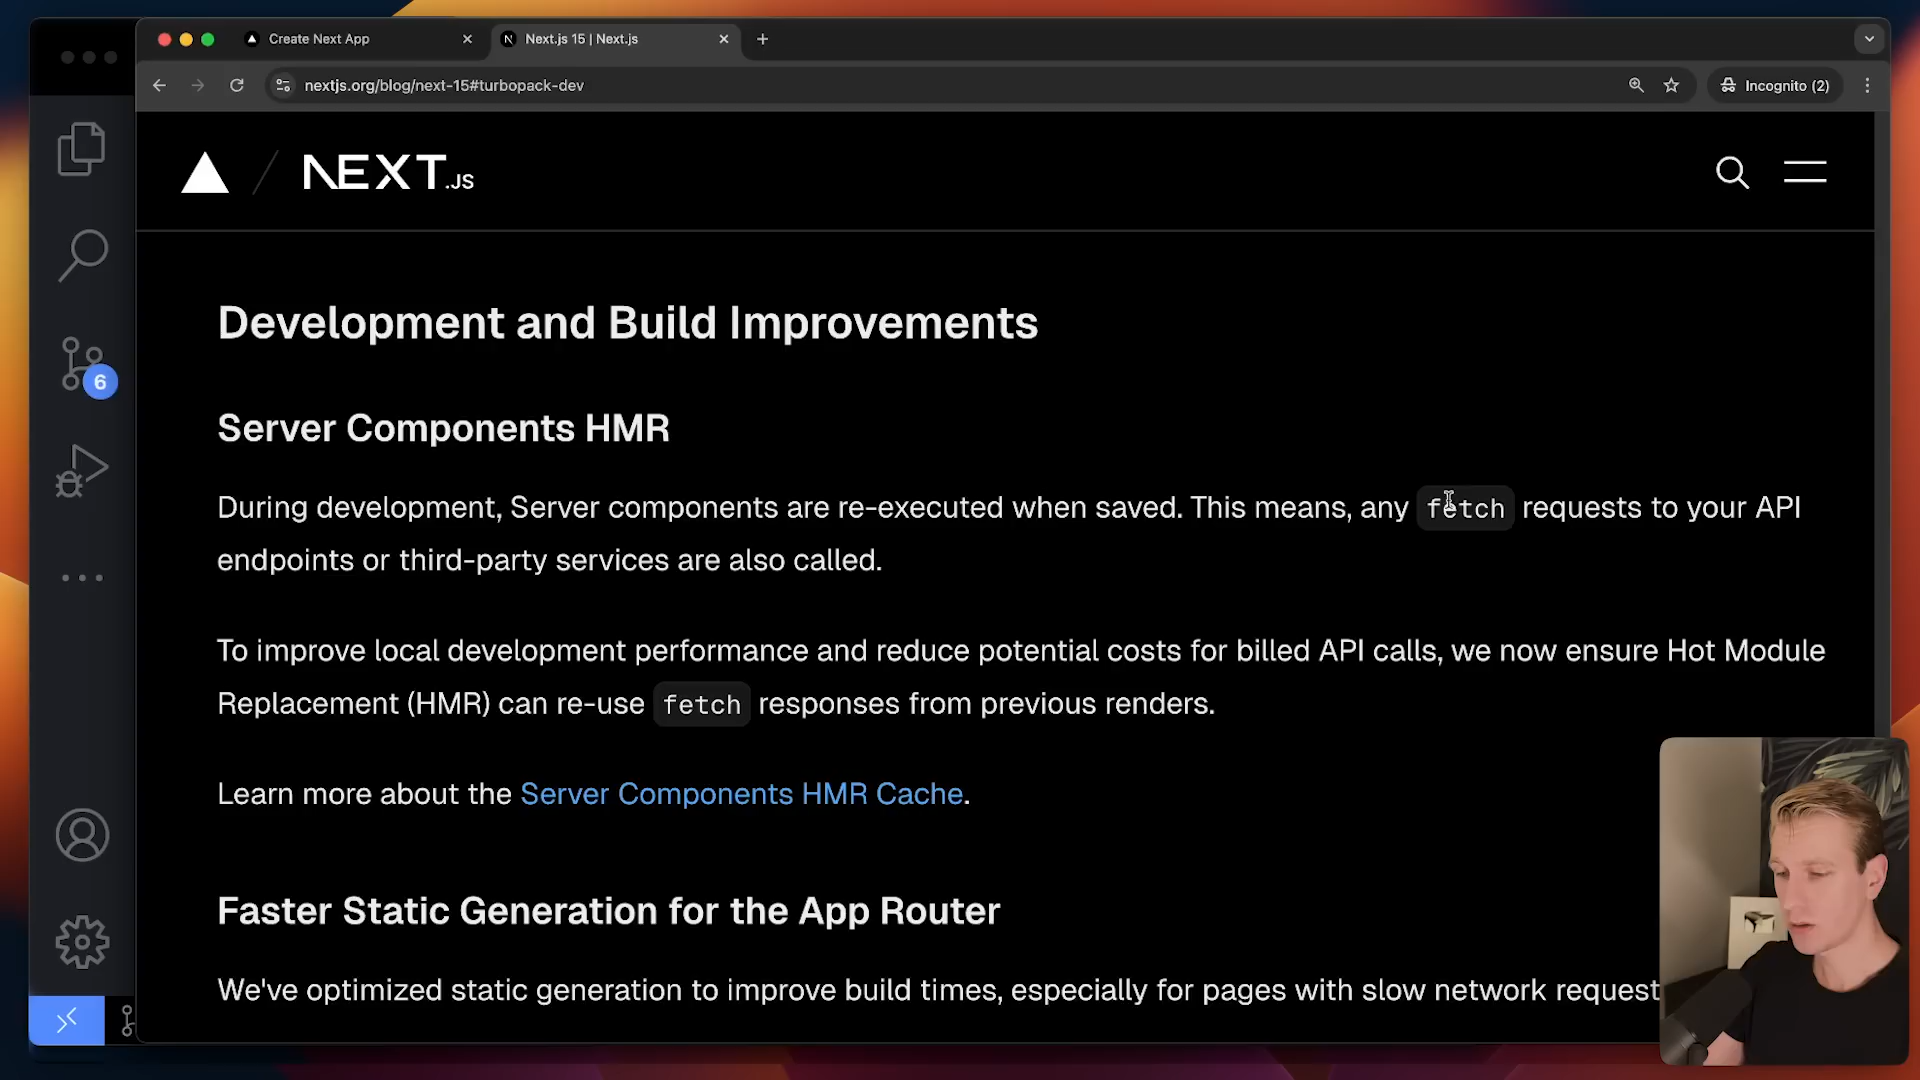 Create Next App
Next.js 15 | Next.js
nextjs.org/blog/next-15#turbopack-dev
Incognito (2)
NEXT.JS
Development and Build Improvements
Server Components HMR
During development, Server components are re-executed when saved. This means, any fetch requests to your API
endpoints or third-party services are also called.
6
To improve local development performance and reduce potential costs for billed API calls, we now ensure Hot Module
Replacement (HMR) can re-use fetch responses from previous renders.
Learn more about the Server Components HMR Cache.
Faster Static Generation for the App Router
We've optimized static generation to improve build times, especially for pages with slow network request